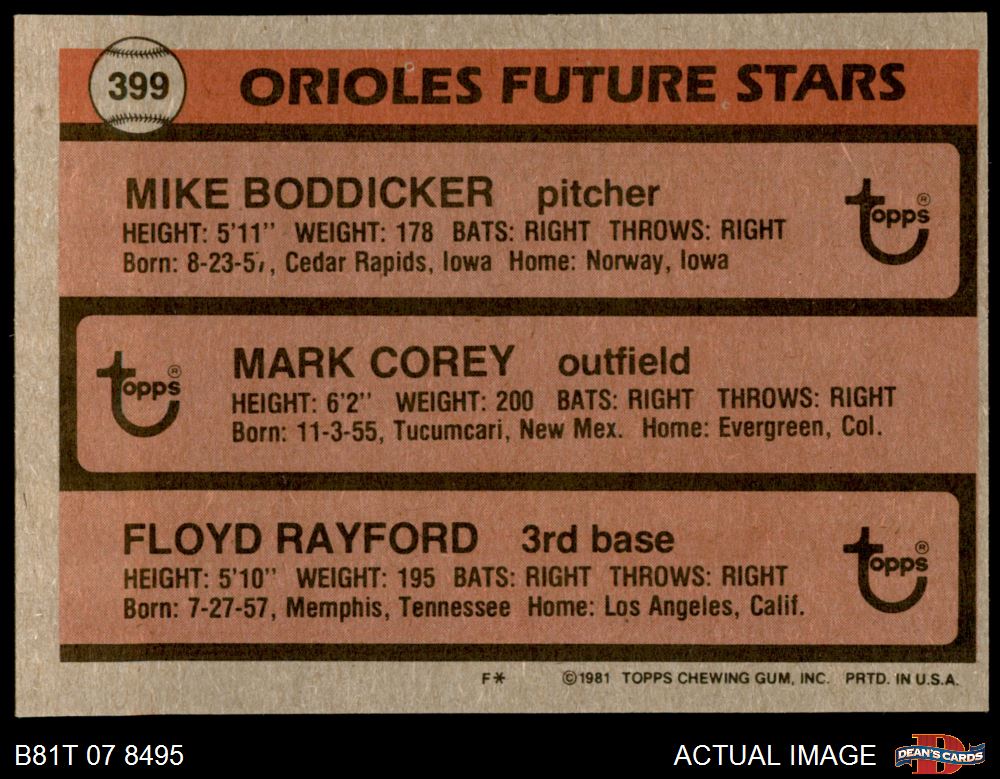 399
ORIOLES FUTURE STARS
MIKE BODDICKER pitcher
Topps®
HEIGHT: 5'11" WEIGHT: 178 BATS: RIGHT THROWS: RIGHT
Born: 8-23-5, Cedar Rapids, Iowa Home: Norway, Iowa
Topps®
MARK COREY outfield
HEIGHT: 6'2" WEIGHT: 200 BATS: RIGHT THROWS: RIGHT
Born: 11-3-55, Tucumcari, New Mex. Home: Evergreen, Col.
FLOYD RAYFORD 3rd base
Topps®
HEIGHT: 5'10" WEIGHT: 195 BATS: RIGHT THROWS: RIGHT
Born: 7-27-57, Memphis, Tennessee Home: Los Angeles, Calif.
F* ©1981 TOPPS CHEWING GUM, INC. PRTD. IN U.S.A.
B81T 07 8495 ACTUAL IMAGE DEAN'S CARDS